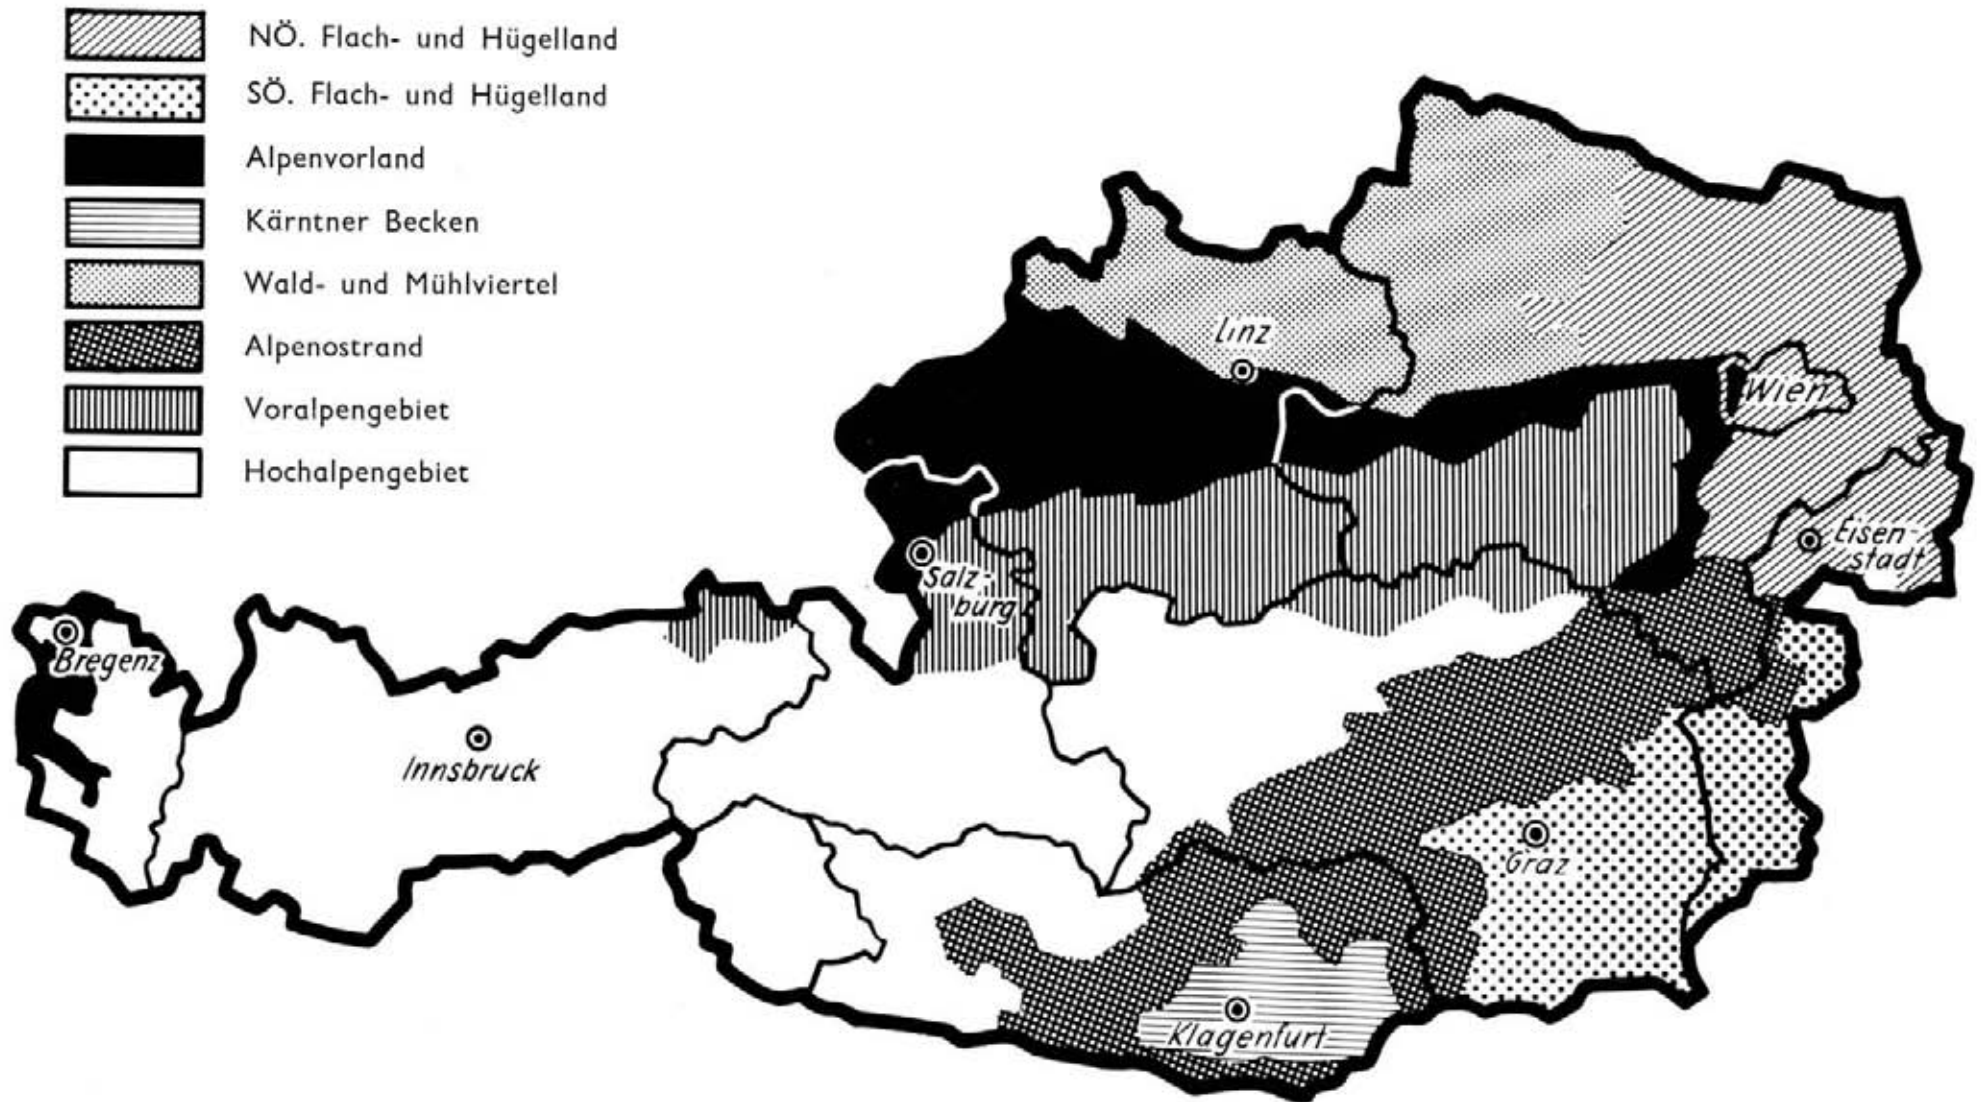 NÖ. Flach- und Hügelland
SÖ. Flach- und Hügelland
Alpenvorland
Kärntner Becken
Wald- und Mühlviertel
Alpenostrand
Voralpengebiet
Hochalpengebiet
Linz
Wien
Eisen-
stadt
Salz-
burg
Bregenz
Innsbruck
Graz
Klagenfurt